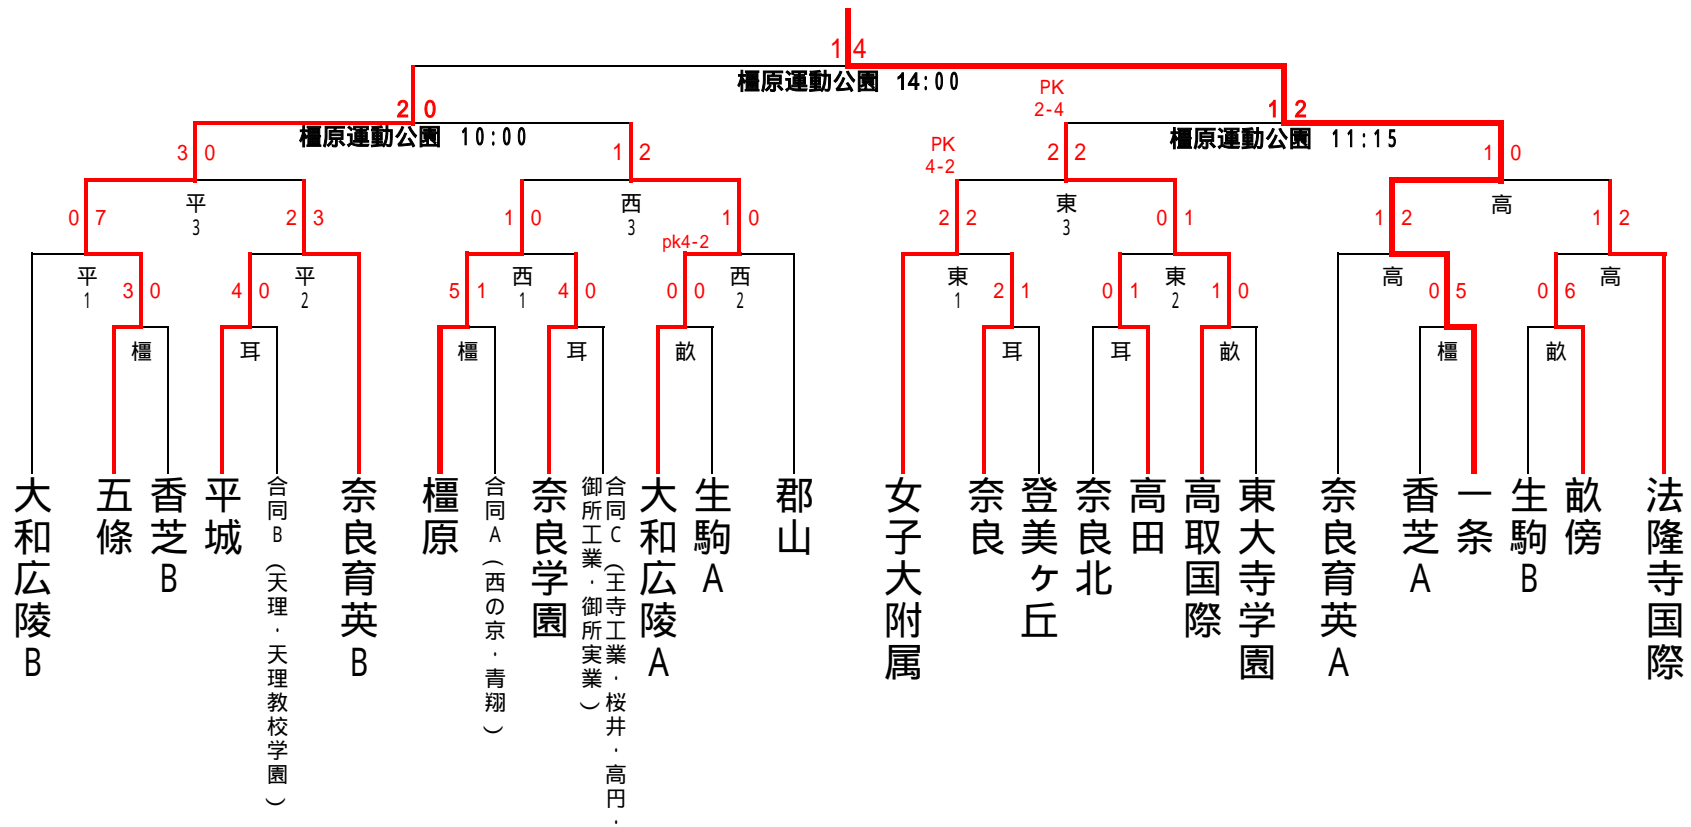 1 4
橿原運動公園 14:00
PK
2-4
2 0
1 2
橿原運動公園 10:00
橿原運動公園 11:15
PK
4-2
3 0
1 2
2 2
1 0
平
3
西
3
東
3
高
0 7
2 3
1 0
1 0
2 2
0 1
1 2
1 2
pk4-2
平
1
平
2
西
1
西
2
東
1
東
2
高
高
3 0
4 0
5 1
4 0
0 0
2 1
0 1
1 0
0 5
0 6
橿
耳
橿
耳
畝
耳
耳
畝
橿
畝
大和広陵B
五條
香芝B
平城
合同B(天理・天理教校学園)
奈良育英B
橿原
合同A(西の京・青翔)
奈良学園
合同C(王寺工業・桜井・高円・
御所工業・御所実業)
大和広陵A
生駒A
郡山
女子大附属
奈良
登美ヶ丘
奈良北
高田
高取国際
東大寺学園
奈良育英A
香芝A
一条
生駒B
畝傍
法隆寺国際